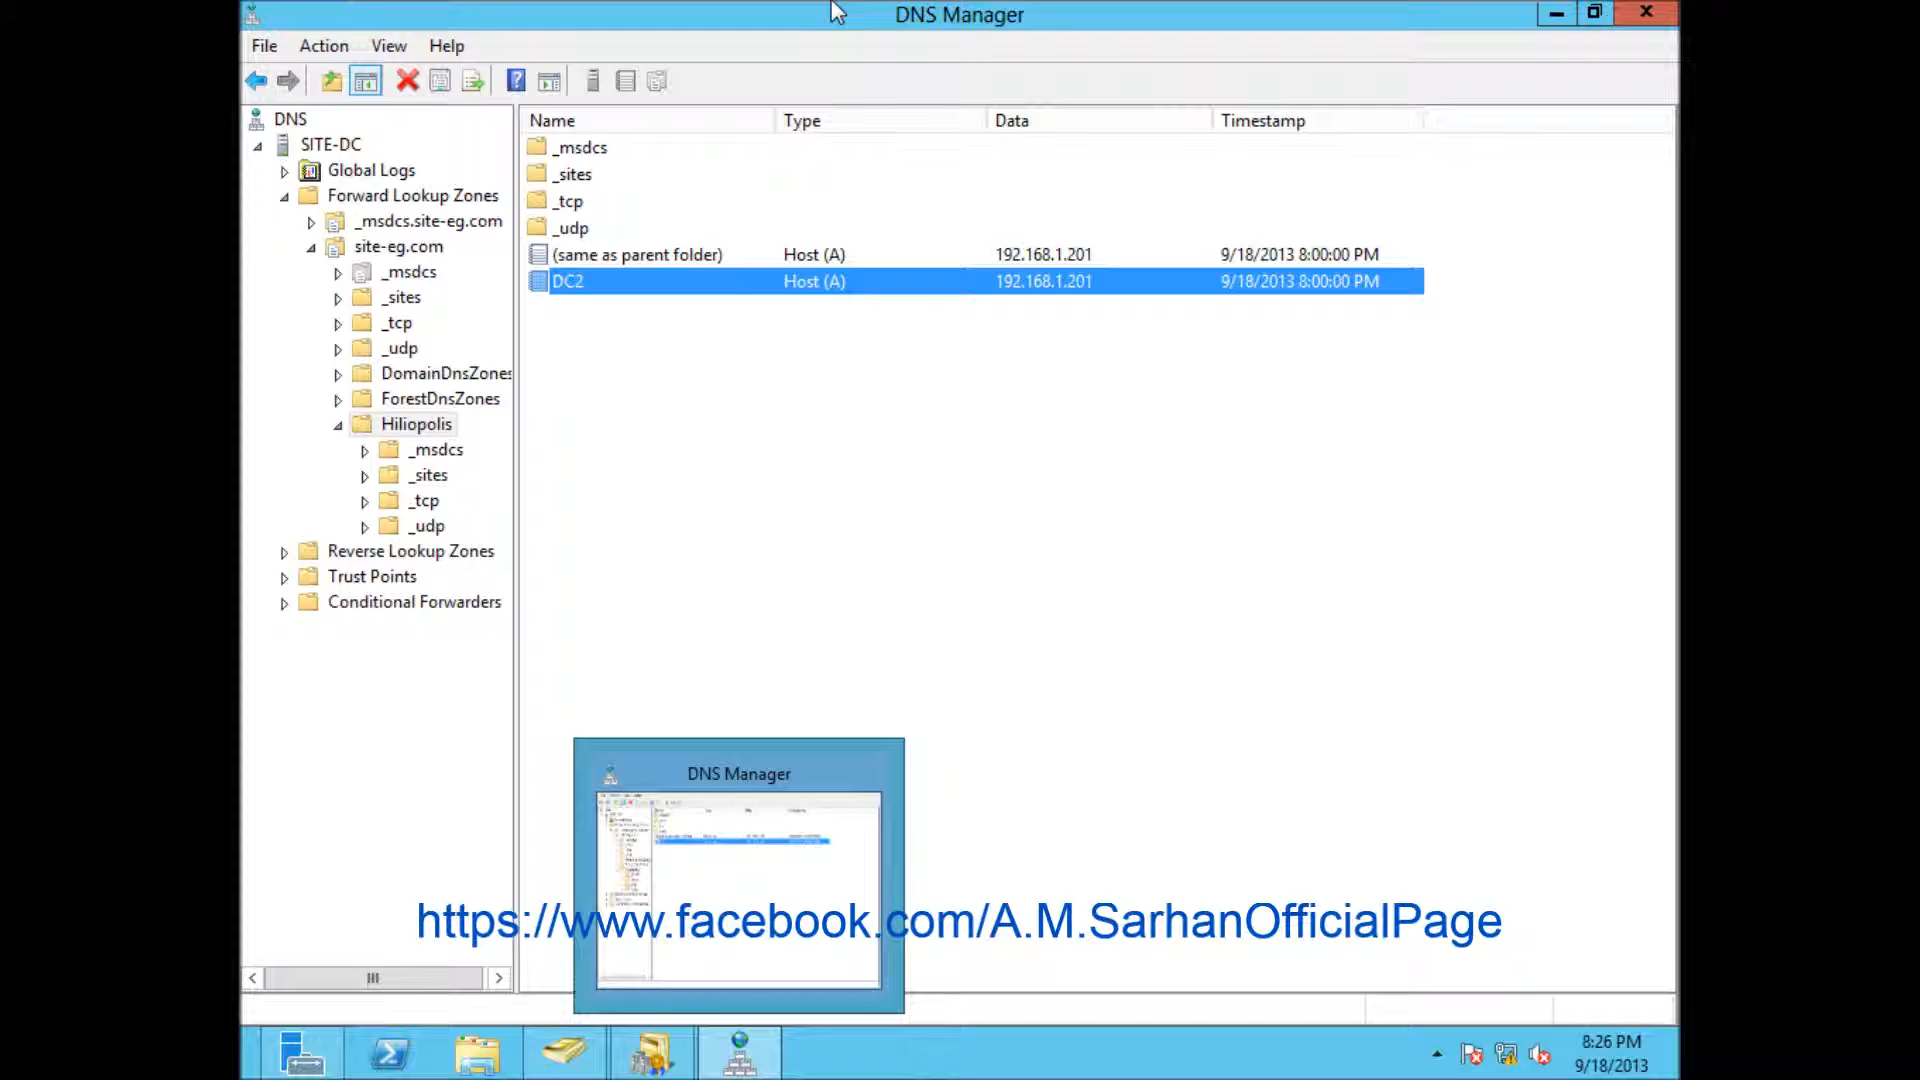 DNS Manager
File Action View Help
DNS
SITE-DC
Global Logs
Forward Lookup Zones
_msdcs.site-eg.com
site-eg.com
_msdcs
_sites
_tcp
_udp
DomainDnsZones
ForestDnsZones
Hiliopolis
_msdcs
_sites
_tcp
_udp
Reverse Lookup Zones
Trust Points
Conditional Forwarders
Name Type Data Timestamp
_msdcs
_sites
_tcp
_udp
(same as parent folder) Host (A) 192.168.1.201 9/18/2013 8:00:00 PM
DC2 Host (A) 192.168.1.201 9/18/2013 8:00:00 PM
DNS Manager
https://www.facebook.com/A.M.SarhanOfficialPage
8:26 PM
9/18/2013